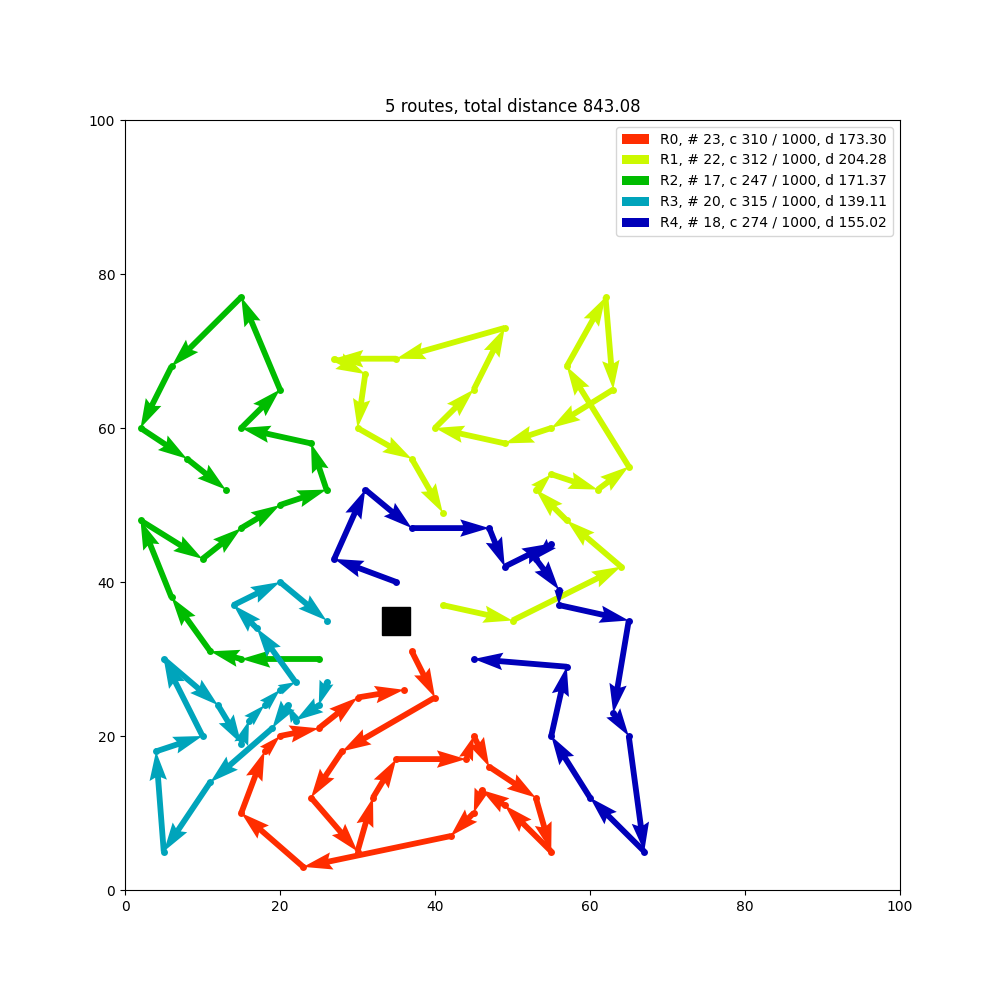 5 routes, total distance 843.08
R0, # 23, c 310 / 1000, d 173.30
R1, # 22, c 312 / 1000, d 204.28
R2, # 17, c 247 / 1000, d 171.37
R3, # 20, c 315 / 1000, d 139.11
R4, # 18, c 274 / 1000, d 155.02
100
80
60
40
20
0
0 20 40 60 80 100